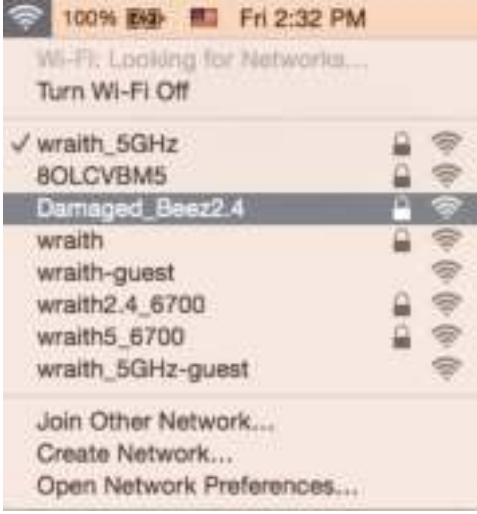 100% Fri 2:32 PM
Wi-Fi: Looking for Networks...
Turn Wi-Fi Off
✓ wraith_5GHz
8OLCVBM5
Damaged_Beez2.4
wraith
wraith-guest
wraith2.4_6700
wraith5_6700
wraith_5GHz-guest
Join Other Network...
Create Network...
Open Network Preferences...